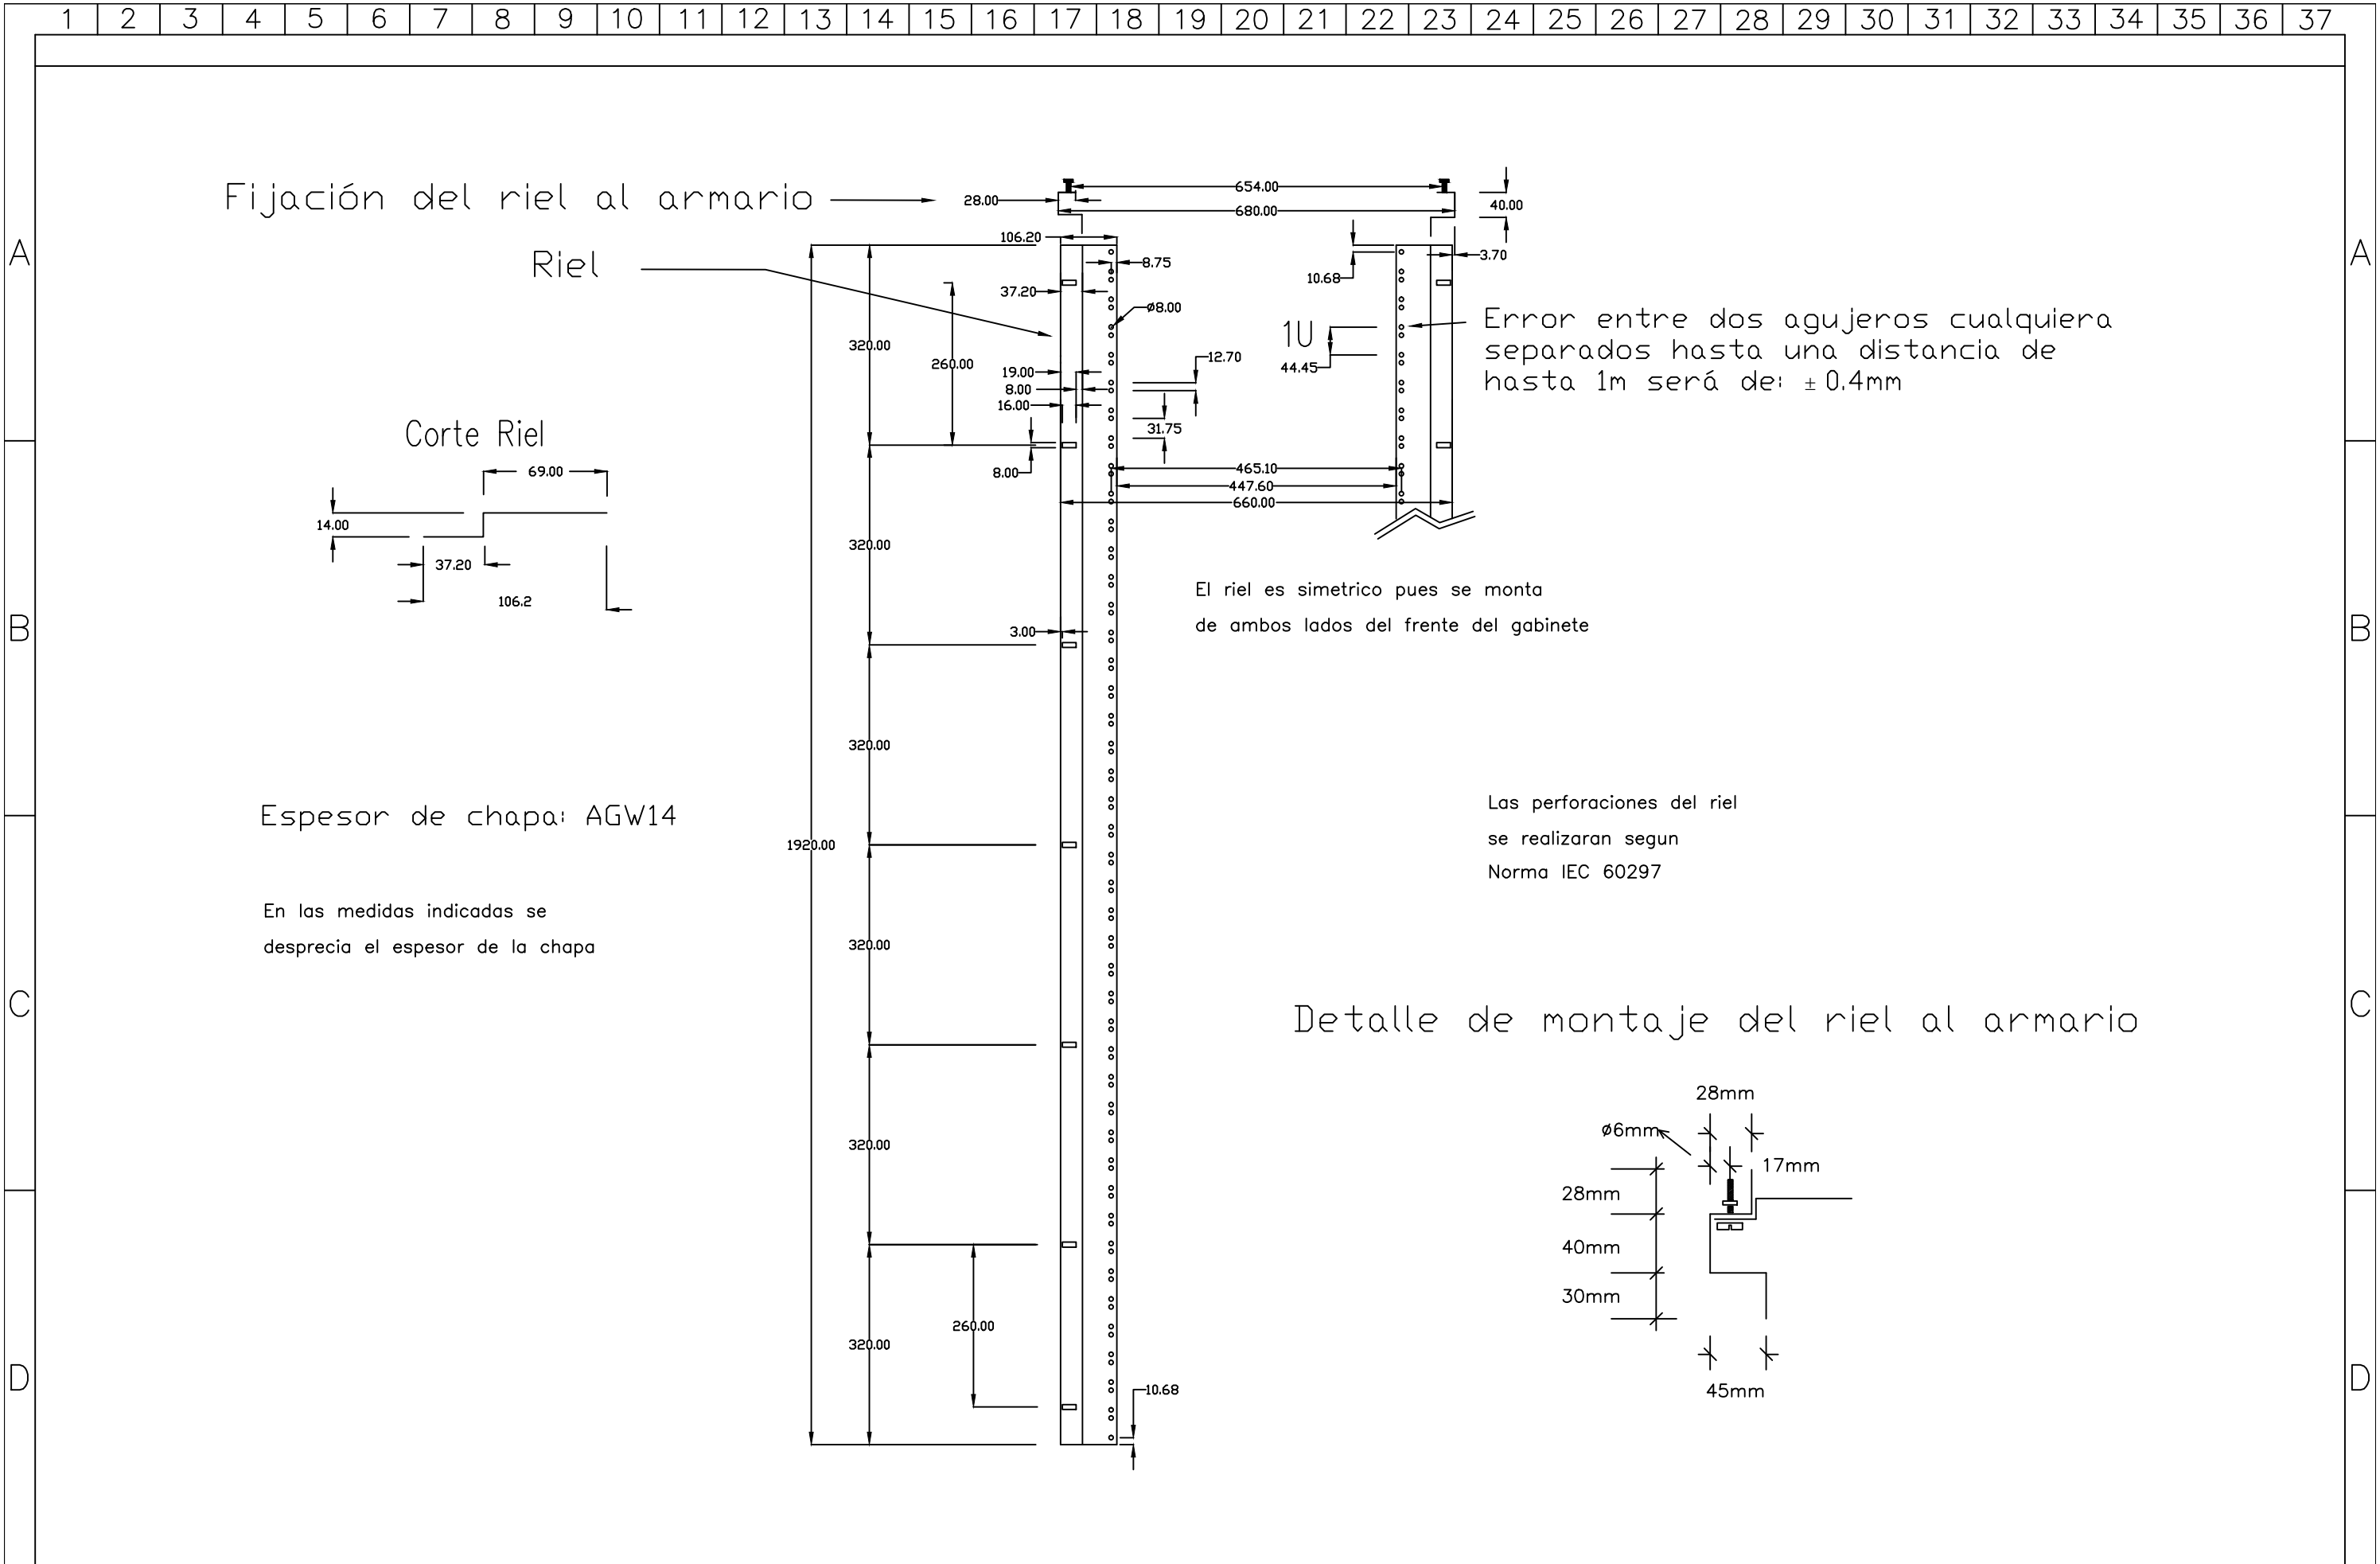 1 2 3 4 5 6 7 8 9 10 11 12 13 14 15 16 17 18 19 20 21 22 23 24 25 26 27 28 29 30 31 32 33 34 35 36 37
Fijación del riel al armario
28.00
654.00
680.00
40.00
106.20
A
A
Riel
8.75
3.70
10.68
37.20
ø8.00
Error entre dos agujeros cualquiera
separados hasta una distancia de
hasta 1m será de: ±0.4mm
1U
44.45
320.00
260.00
12.70
19.00
8.00
16.00
31.75
8.00
Corte Riel
69.00
14.00
37.20
106.2
465.10
447.60
660.00
320.00
El riel es simetrico pues se monta
de ambos lados del frente del gabinete
B
B
3.00
320.00
Espesor de chapa: AGW14
Las perforaciones del riel
se realizaran segun
Norma IEC 60297
1920.00
En las medidas indicadas se
desprecia el espesor de la chapa
320.00
C
C
Detalle de montaje del riel al armario
28mm
ø6mm
17mm
28mm
40mm
30mm
45mm
320.00
260.00
320.00
10.68
D
D